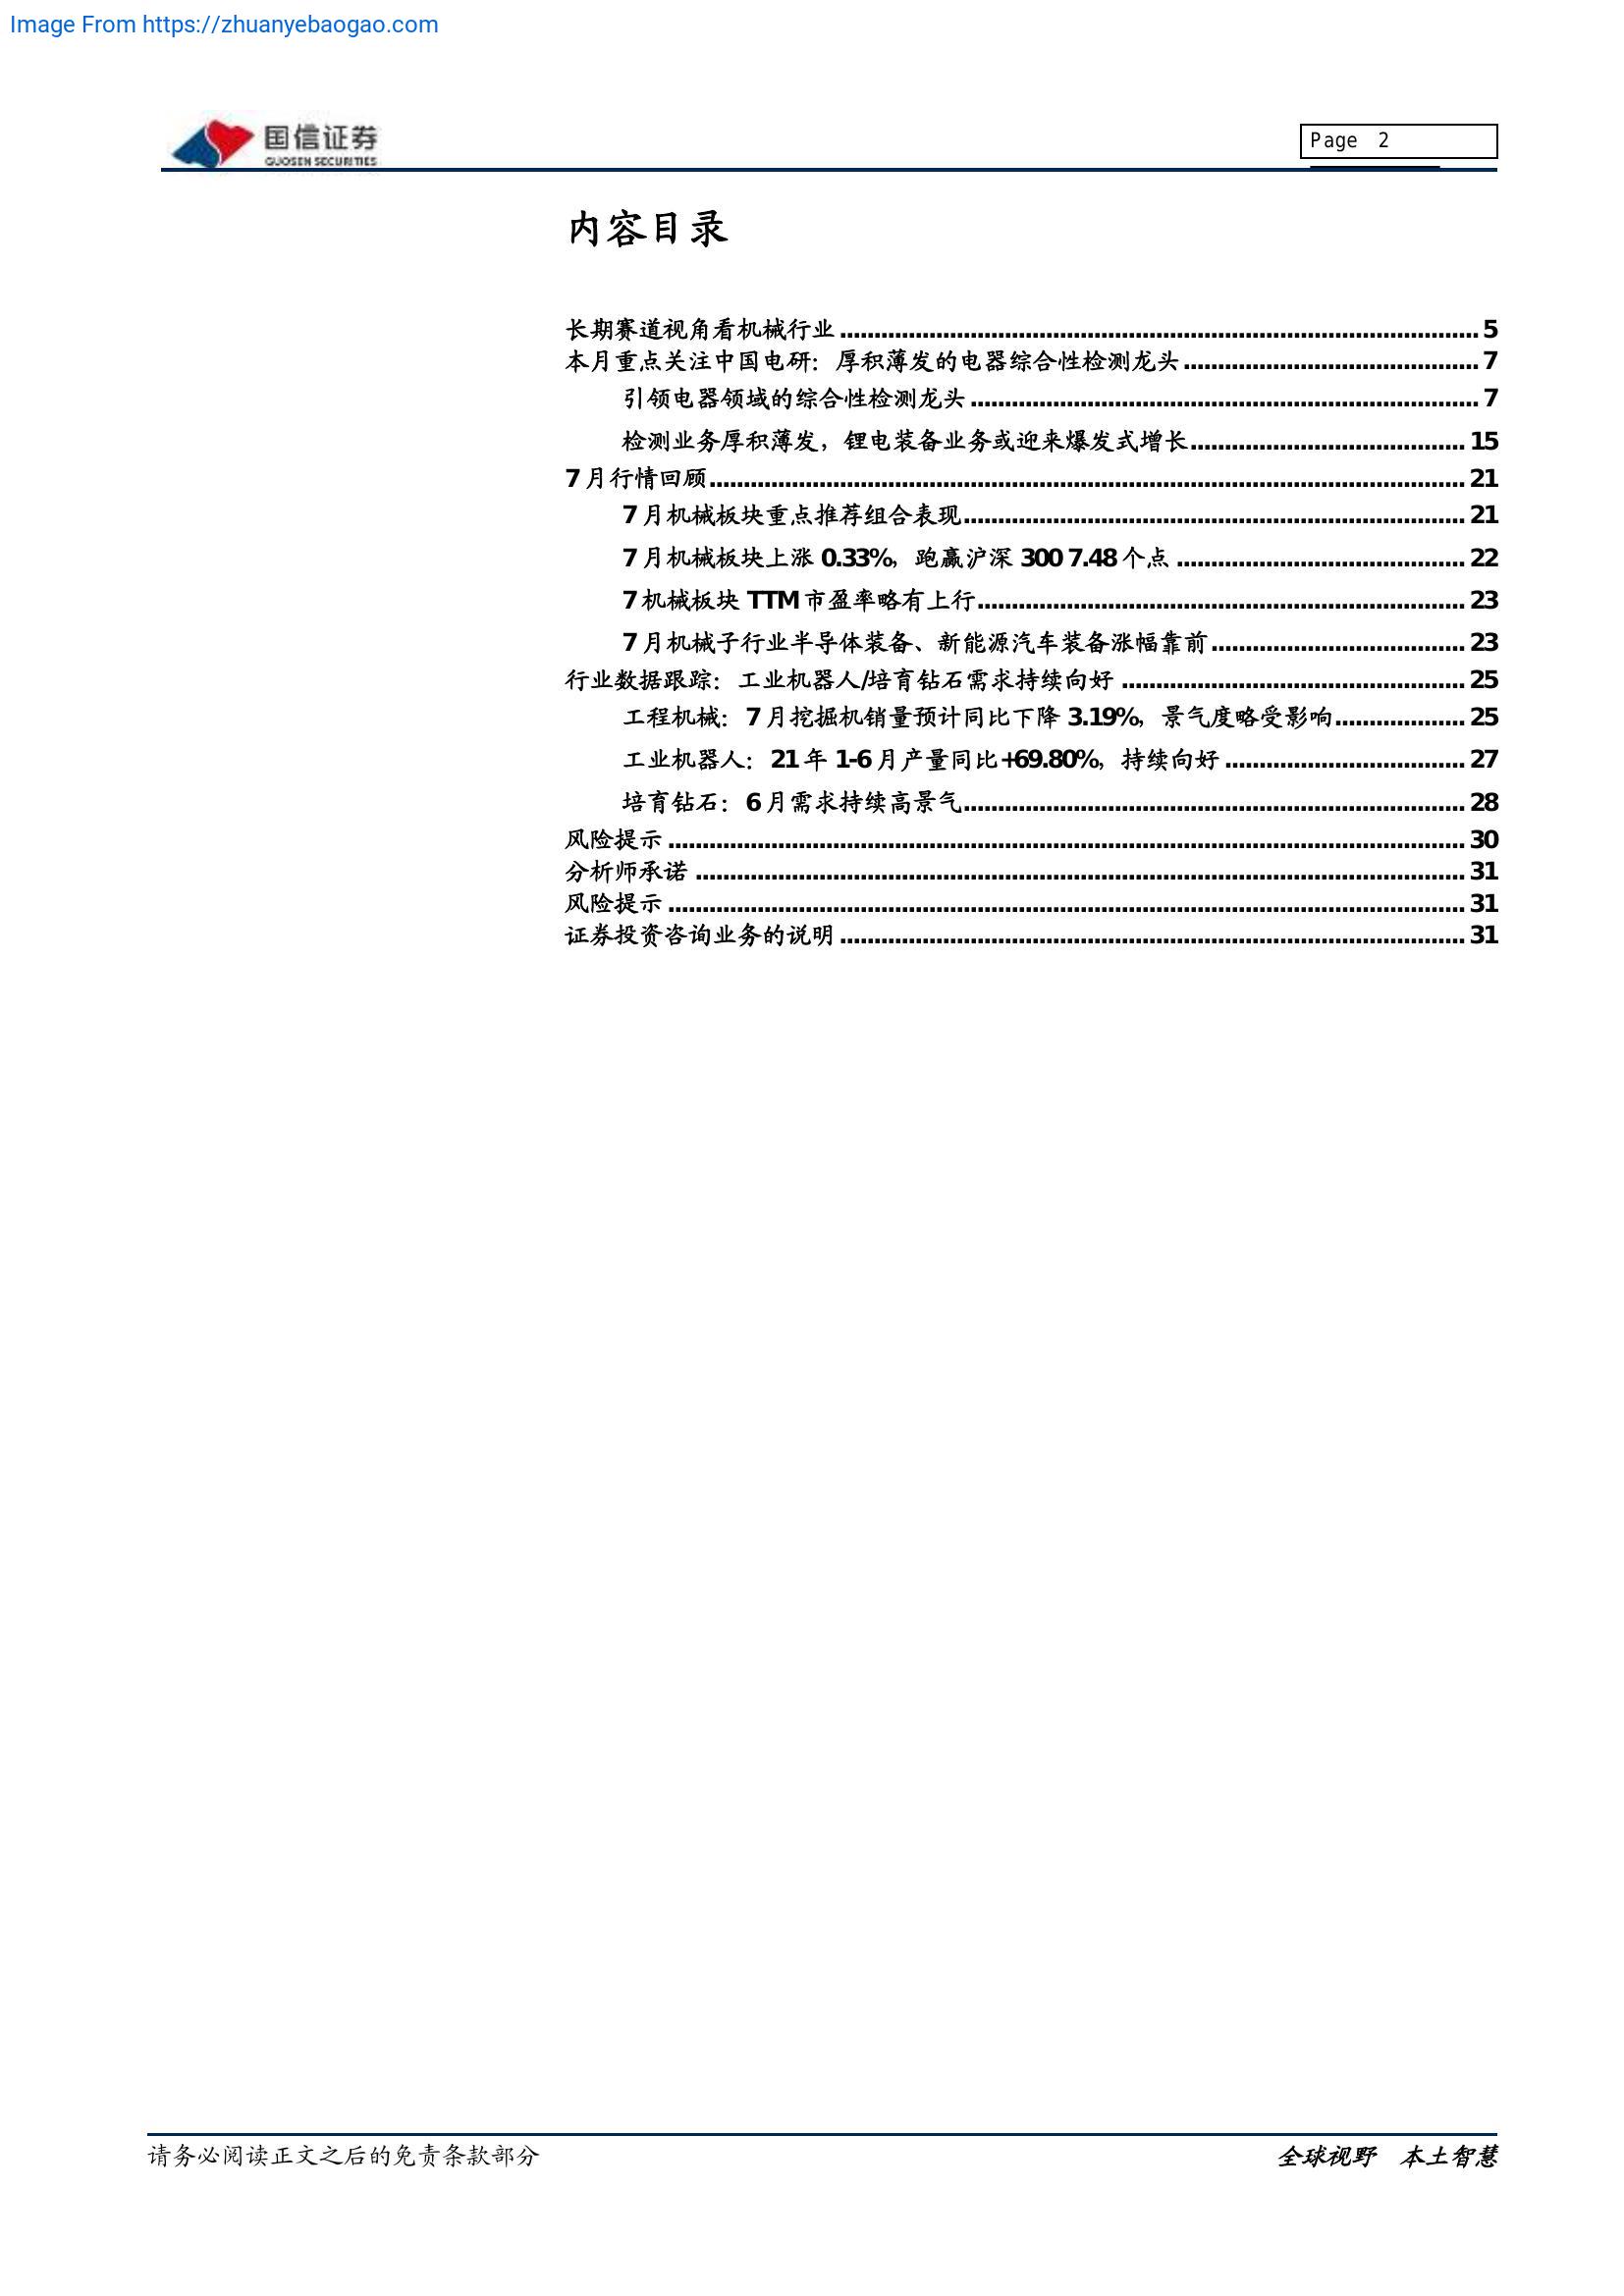 Image From https://zhuanyebaogao.com
国信证券
GUOSEN SECURITIES
Page 2
内容目录
长期赛道视角看机械行业 5
本月重点关注中国电研：厚积薄发的电器综合性检测龙头 7
引领电器领域的综合性检测龙头 7
检测业务厚积薄发，锂电装备业务或迎来爆发式增长 15
7 月行情回顾 21
7 月机械板块重点推荐组合表现 21
7 月机械板块上涨 0.33%，跑赢沪深 300 7.48 个点 22
7 机械板块 TTM 市盈率略有上行 23
7 月机械子行业半导体装备、新能源汽车装备涨幅靠前 23
行业数据跟踪：工业机器人/培育钻石需求持续向好 25
工程机械：7 月挖掘机销量预计同比下降 3.19%，景气度略受影响 25
工业机器人：21 年 1-6 月产量同比+69.80%，持续向好 27
培育钻石：6 月需求持续高景气 28
风险提示 30
分析师承诺 31
风险提示 31
证券投资咨询业务的说明 31
请务必阅读正文之后的免责条款部分
全球视野 本土智慧